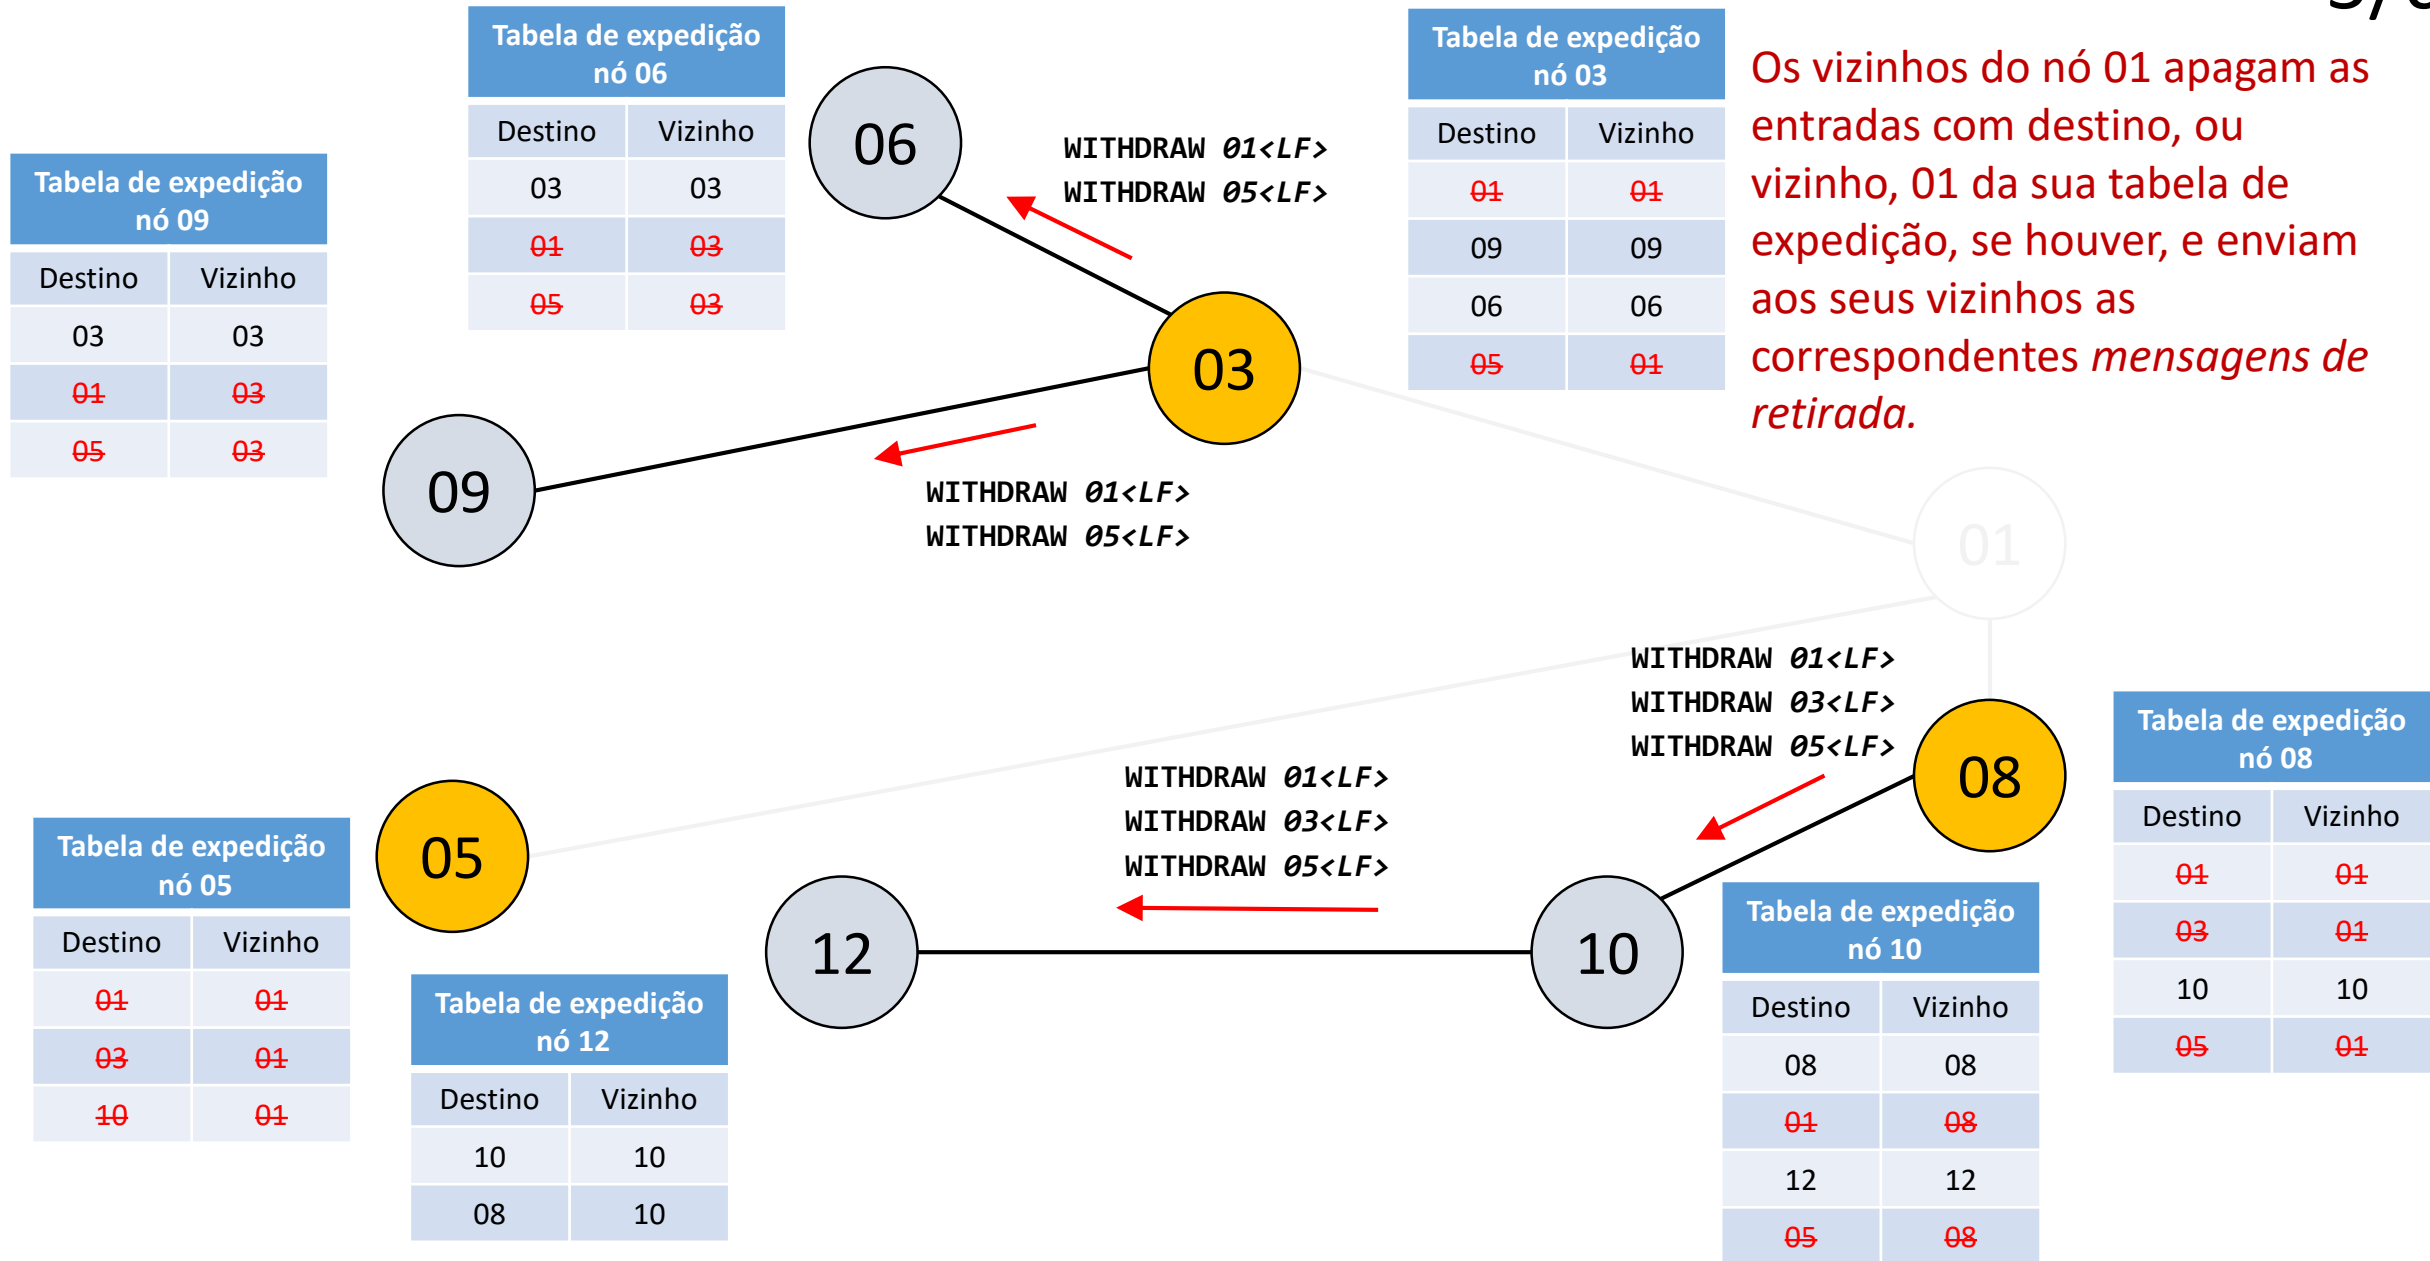 Tabela de expedição
nó 06
Destino Vizinho
03 03
01 03
05 03
Tabela de expedição
nó 03
Destino Vizinho
01 01
09 09
06 06
05 01
Os vizinhos do nó 01 apagam as
entradas com destino, ou
vizinho, 01 da sua tabela de
expedição, se houver, e enviam
aos seus vizinhos as
correspondentes mensagens de
retirada.
Tabela de expedição
nó 09
Destino Vizinho
03 03
01 03
05 03
06
WITHDRAW 01<LF>
WITHDRAW 05<LF>
03
09
WITHDRAW 01<LF>
WITHDRAW 05<LF>
01
WITHDRAW 01<LF>
WITHDRAW 03<LF>
WITHDRAW 05<LF>
08
Tabela de expedição
nó 08
Destino Vizinho
01 01
03 01
10 10
05 01
WITHDRAW 01<LF>
WITHDRAW 03<LF>
WITHDRAW 05<LF>
05
Tabela de expedição
nó 05
Destino Vizinho
01 01
03 01
10 01
12
10
Tabela de expedição
nó 12
Destino Vizinho
10 10
08 10
Tabela de expedição
nó 10
Destino Vizinho
08 08
01 08
12 12
05 08